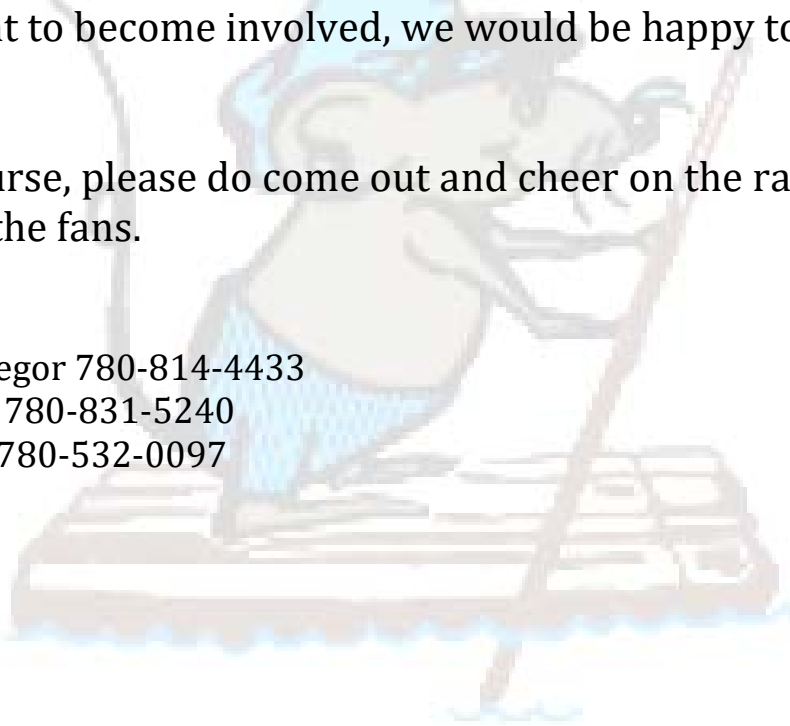 t to become involved, we would be happy to
urse, please do come out and cheer on the ra
the fans.
egor 780-814-4433
780-831-5240
780-532-0097